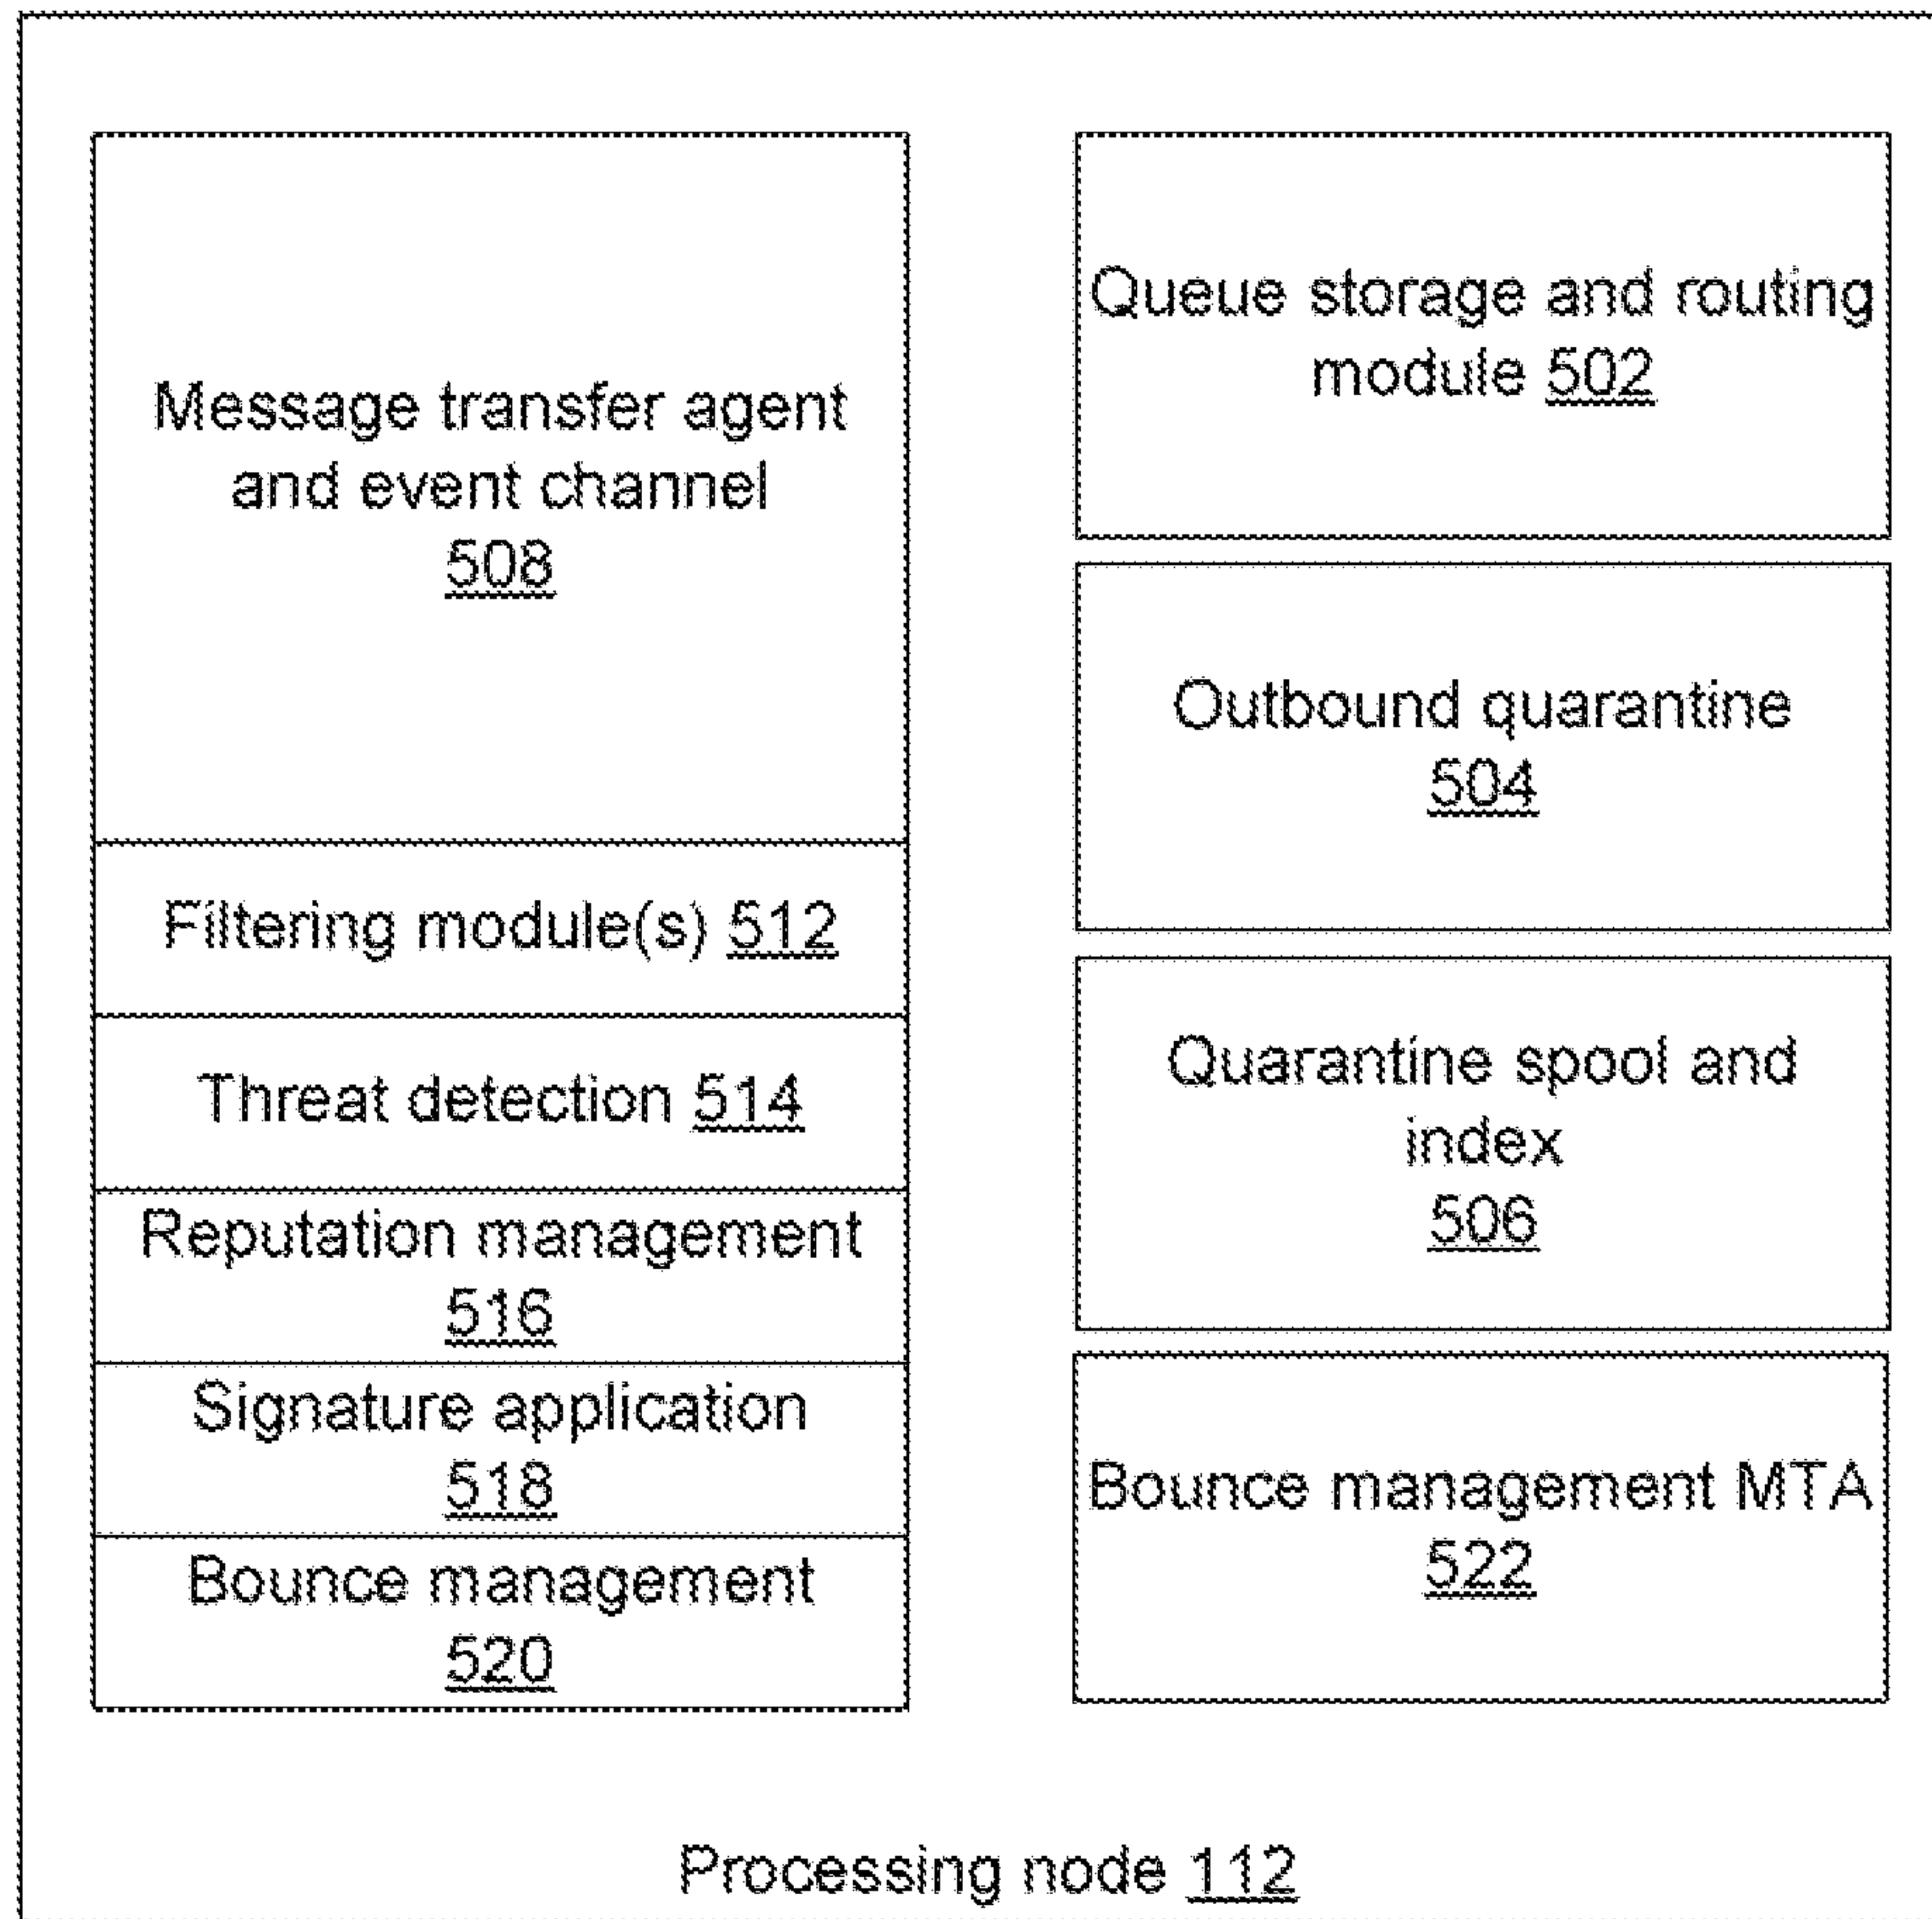 Message transfer agent
and event channel
508
Filtering module(s) 512
Threat detection 514
Reputation management
516
Signature application
518
Bounce management
520
Queue storage and routing
module 502
Outbound quarantine
504
Quarantine spool and
index
506
Bounce management MTA
522
Processing node 112